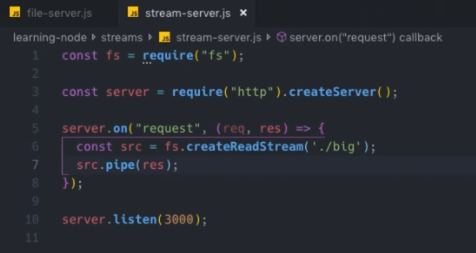 JS file-server.js JS stream-server.js ×
learning-node ▸ streams ▸ JS stream-server.js ▸ server.on("request") callback
1 const fs = require("fs");
2
3 const server = require("http").createServer();
4
5 server.on("request", (req, res) => {
6 const src = fs.createReadStream('./big');
7 src.pipe(res);
8 });
9
10 server.listen(3000);
11